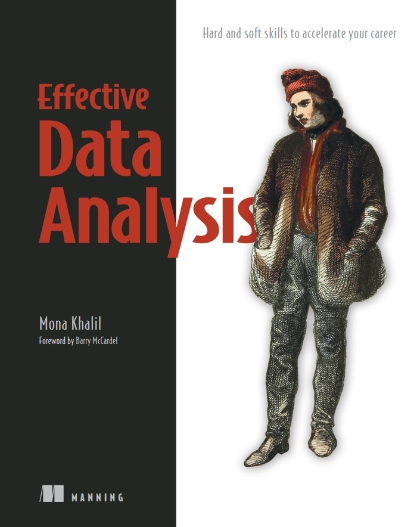 Hard and soft skills to accelerate your career
Effective
Data
Analysis
Mona Khalil
Foreword by Barry McCardel
MANNING